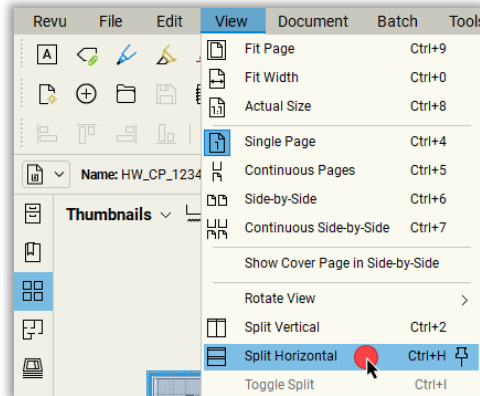 Revu File Edit View Document Batch Tools
A
Fit Page Ctrl+9
Fit Width Ctrl+0
1:1 Actual Size Ctrl+8
1 Single Page Ctrl+4
Continuous Pages Ctrl+5
Name: HW_CP_1234
Side-by-Side Ctrl+6
Thumbnails
Continuous Side-by-Side Ctrl+7
Show Cover Page in Side-by-Side
Rotate View
Split Vertical Ctrl+2
Split Horizontal Ctrl+H
Toggle Split Ctrl+I